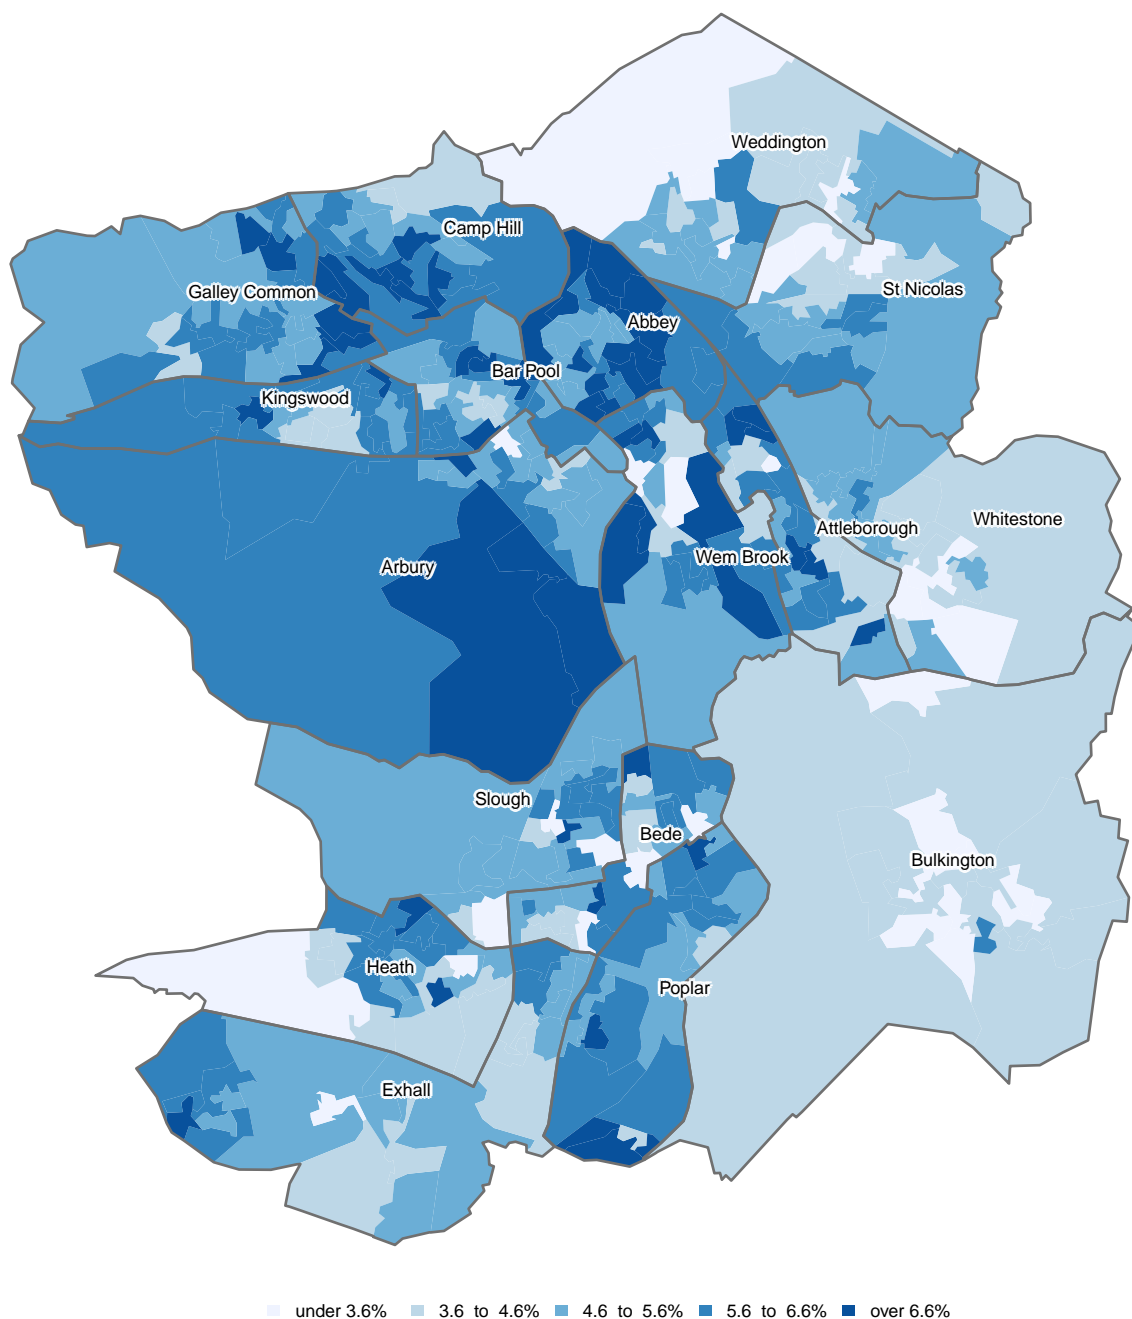 Weddington
Camp Hill
St Nicolas
Galley Common
Abbey
Bar Pool
Kingswood
Whitestone
Attleborough
Wem Brook
Arbury
Slough
Bede
Bulkington
Heath
Poplar
Exhall
under 3.6% 3.6 to 4.6% 4.6 to 5.6% 5.6 to 6.6% over 6.6%